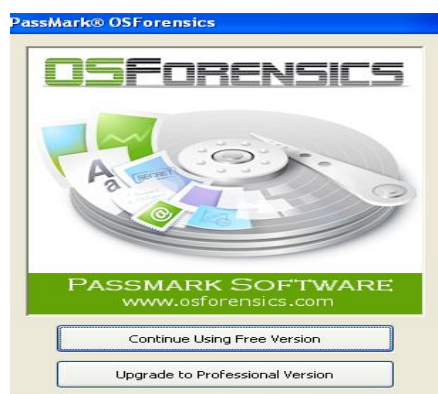 PassMark® OSForensics
OSFORENSICS
A
a
SECRET
@
PASSMARK SOFTWARE
www.osforensics.com
Continue Using Free Version
Upgrade to Professional Version